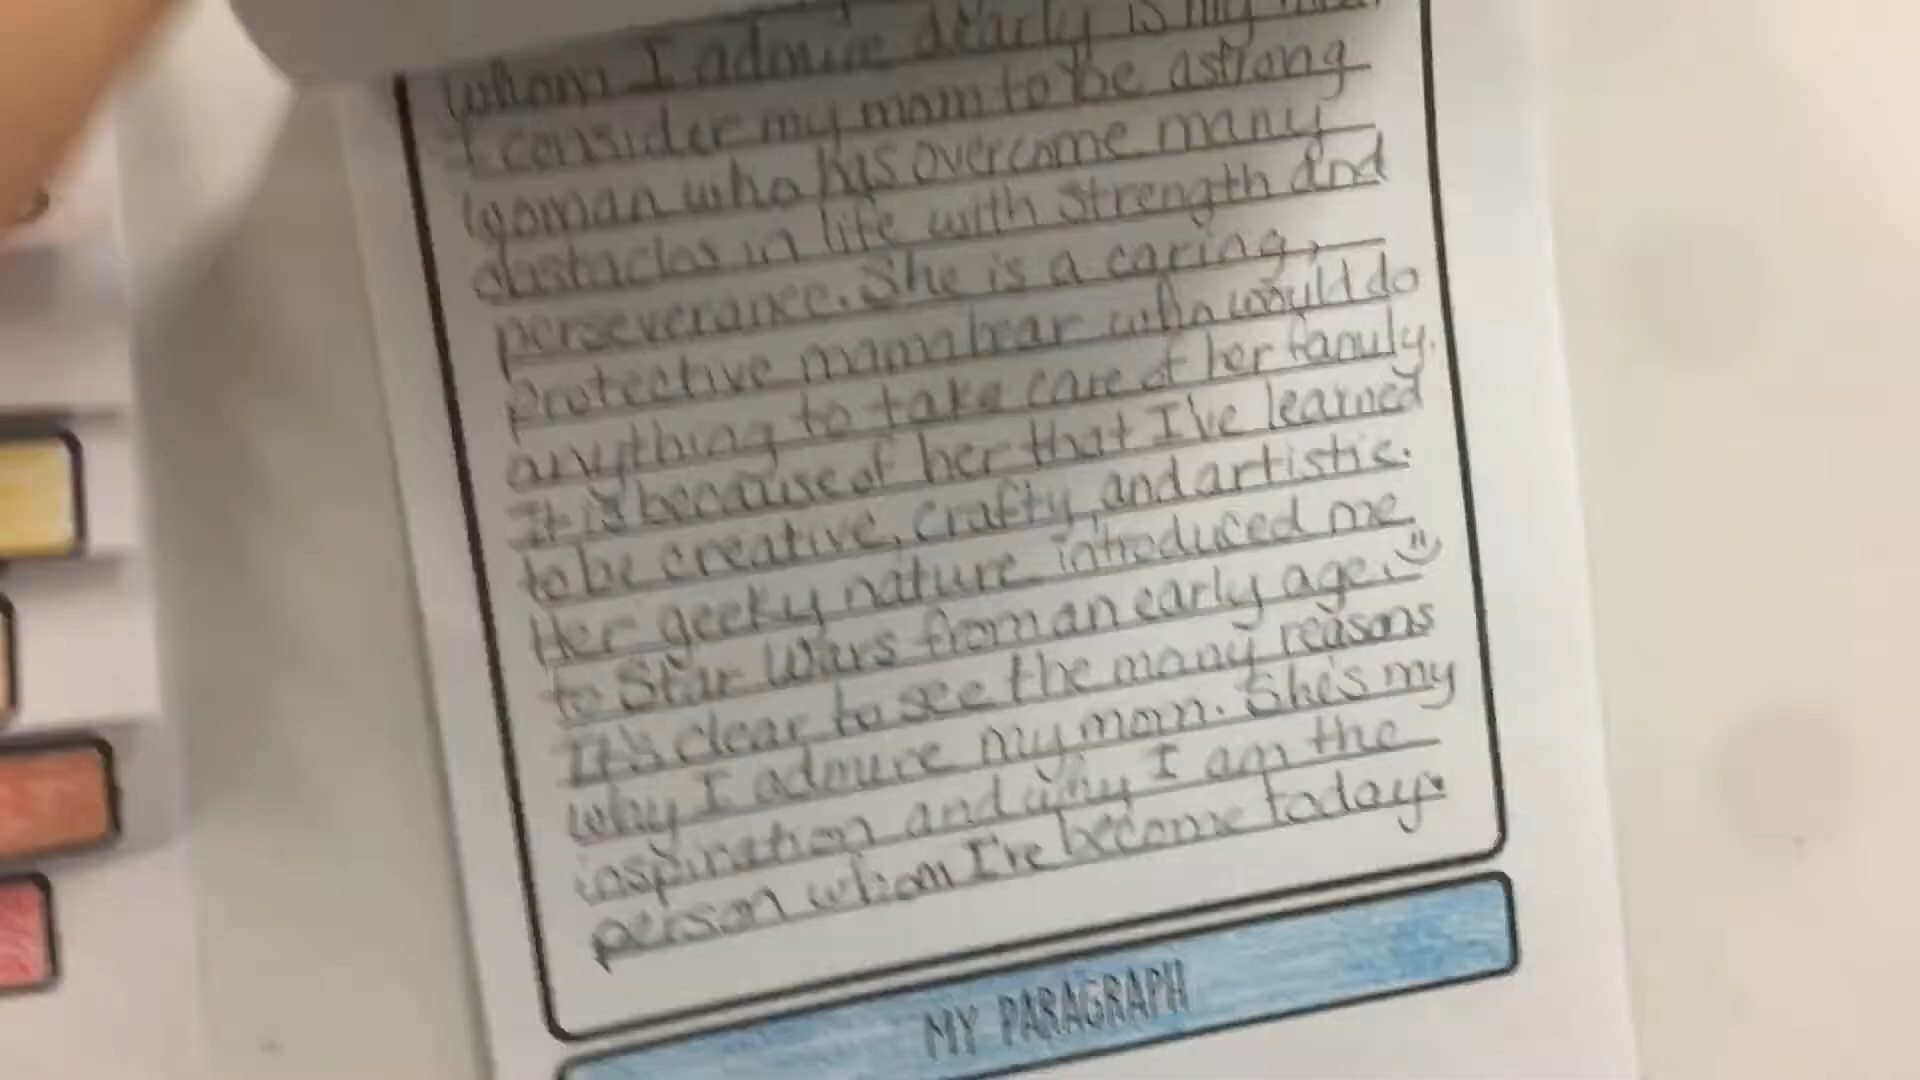 whom I admire dearly is my mom.
I consider my mom to be a strong
woman who has overcome many
obstacles in life with strength and
perseverance. She is a caring,
protective mama bear who would do
anything to take care of her family.
It is because of her that I've learned
to be creative, crafty, and artistic.
Her geeky nature introduced me
to Star Wars from an early age.
It's clear to see the many reasons
why I admire my mom. She's my
inspiration and why I am the
person whom I've become today.
MY PARAGRAPH